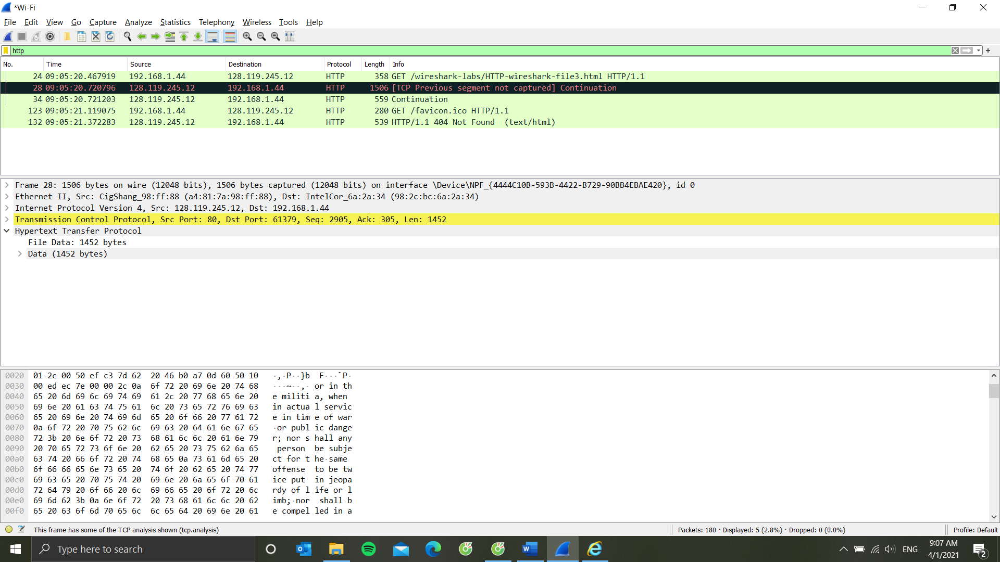 *Wi-Fi
File Edit View Go Capture Analyze Statistics Telephony Wireless Tools Help
http
No. Time Source Destination Protocol Length Info
24 09:05:20.467919 192.168.1.44 128.119.245.12 HTTP 358 GET /wireshark-labs/HTTP-wireshark-file3.html HTTP/1.1
28 09:05:20.720796 128.119.245.12 192.168.1.44 HTTP 1506 [TCP Previous segment not captured] Continuation
34 09:05:20.721203 128.119.245.12 192.168.1.44 HTTP 559 Continuation
123 09:05:21.119075 192.168.1.44 128.119.245.12 HTTP 280 GET /favicon.ico HTTP/1.1
132 09:05:21.372283 128.119.245.12 192.168.1.44 HTTP 539 HTTP/1.1 404 Not Found  (text/html)
Frame 28: 1506 bytes on wire (12048 bits), 1506 bytes captured (12048 bits) on interface \Device\NPF_{4444C10B-593B-4422-B729-90BB4EBAE420}, id 0
Ethernet II, Src: CigShang_98:ff:88 (a4:81:7a:98:ff:88), Dst: IntelCor_6a:2a:34 (98:2c:bc:6a:2a:34)
Internet Protocol Version 4, Src: 128.119.245.12, Dst: 192.168.1.44
Transmission Control Protocol, Src Port: 80, Dst Port: 61379, Seq: 2905, Ack: 305, Len: 1452
Hypertext Transfer Protocol
File Data: 1452 bytes
Data (1452 bytes)
0020 01 2c 00 50 ef c3 7d 62 20 46 b0 a7 0d 60 50 10 ·,·P··}b F···`P·
0030 00 ed ec 7e 00 00 2c 0a 6f 72 20 69 6e 20 74 68 ···~··,· or in th
0040 65 20 6d 69 6c 69 74 69 61 2c 20 77 68 65 6e 20 e militi a, when
0050 69 6e 20 61 63 74 75 61 6c 20 73 65 72 76 69 63 in actua l servic
0060 65 20 69 6e 20 74 69 6d 65 20 6f 66 20 77 61 72 e in tim e of war
0070 0a 6f 72 20 70 75 62 6c 69 63 20 64 61 6e 67 65 ·or publ ic dange
0080 72 3b 20 6e 6f 72 20 73 68 61 6c 6c 20 61 6e 79 r; nor s hall any
0090 20 70 65 72 73 6f 6e 20 62 65 20 73 75 62 6a 65 person be subje
00a0 63 74 20 66 6f 72 20 74 68 65 0a 73 61 6d 65 20 ct for t he·same
00b0 6f 66 66 65 6e 73 65 20 74 6f 20 62 65 20 74 77 offense to be tw
00c0 69 63 65 20 70 75 74 20 69 6e 20 6a 65 6f 70 61 ice put in jeopa
00d0 72 64 79 20 6f 66 20 6c 69 66 65 20 6f 72 20 6c rdy of l ife or l
00e0 69 6d 62 3b 0a 6e 6f 72 20 73 68 61 6c 6c 20 62 imb;·nor shall b
00f0 65 20 63 6f 6d 70 65 6c 6c 65 64 20 69 6e 20 61 e compel led in a
This frame has some of the TCP analysis shown (tcp.analysis) Packets: 180 · Displayed: 5 (2.8%) · Dropped: 0 (0.0%) Profile: Default
Type here to search
ENG
9:07 AM
4/1/2021
2